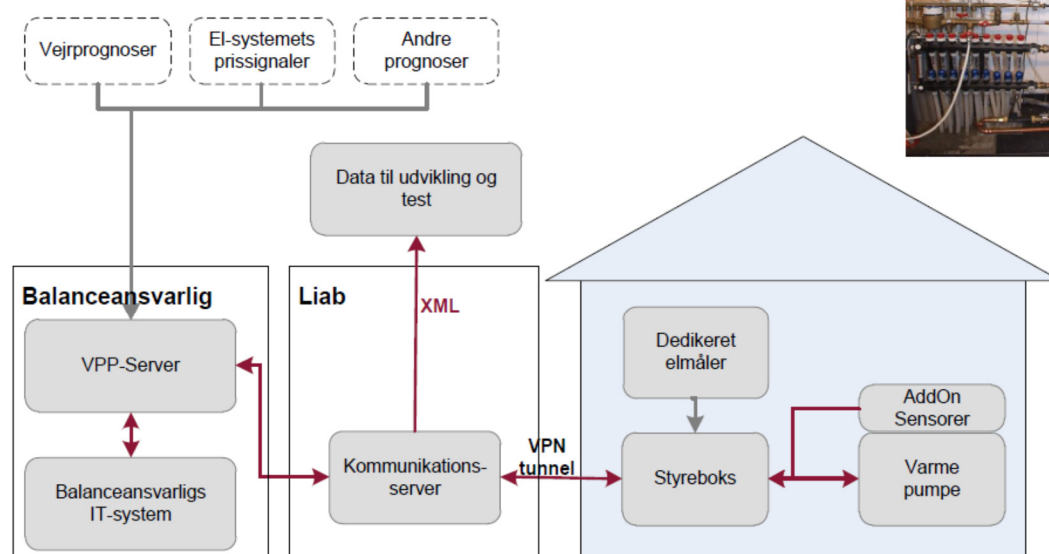 Vejrprognoser
El-systemets
prissignaler
Andre
prognoser
Data til udvikling og
test
Balanceansvarlig
Liab
XML
VPP-Server
Dedikeret
elmåler
AddOn
Sensorer
Balanceansvarligs
IT-system
Kommunikations-
server
VPN
tunnel
Styreboks
Varme
pumpe